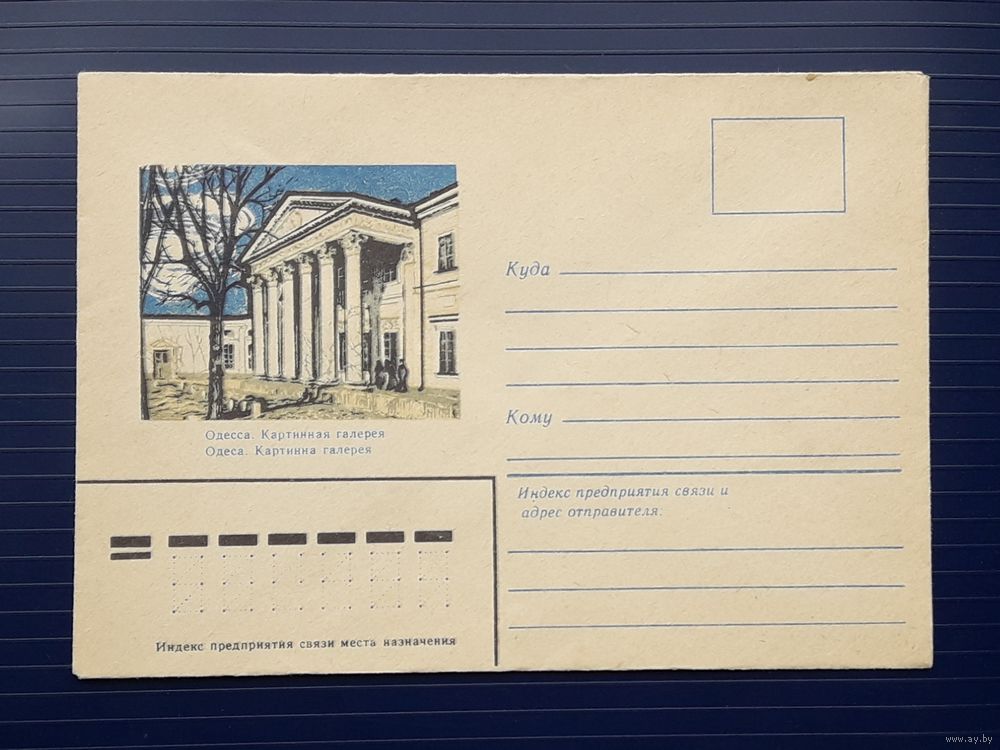 Одесса. Картинная галерея
Одеса. Картинна галерея
Куда
Кому
Индекс предприятия связи и
адрес отправителя:
Индекс предприятия связи места назначения
www.ay.by